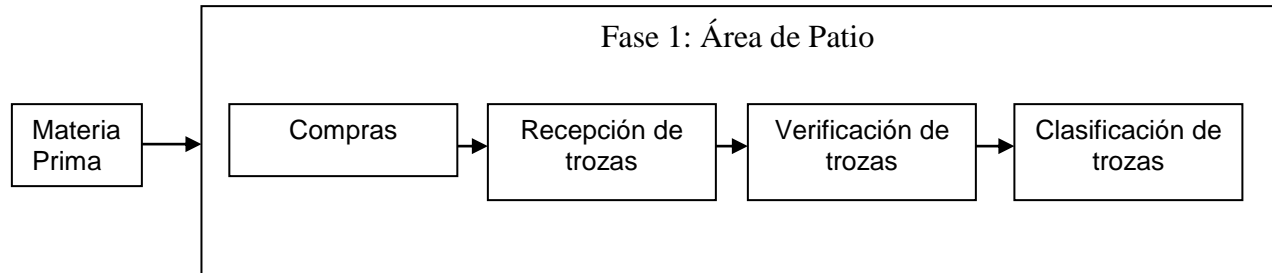 Fase 1: Área de Patio
Materia
Prima
Compras
Recepción de
trozas
Verificación de
trozas
Clasificación de
trozas